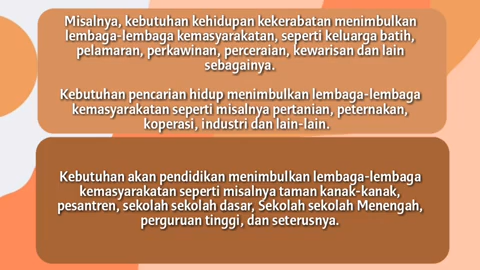 Misalnya, kebutuhan kehidupan kekerabatan menimbulkan
lembaga-lembaga kemasyarakatan, seperti keluarga batih,
pelamaran, perkawinan, perceraian, kewarisan dan lain
sebagainya.
Kebutuhan pencarian hidup menimbulkan lembaga-lembaga
kemasyarakatan seperti misalnya pertanian, peternakan,
koperasi, industri dan lain-lain.
Kebutuhan akan pendidikan menimbulkan lembaga-lembaga
kemasyarakatan seperti misalnya taman kanak-kanak,
pesantren, sekolah sekolah dasar, Sekolah sekolah Menengah,
perguruan tinggi, dan seterusnya.